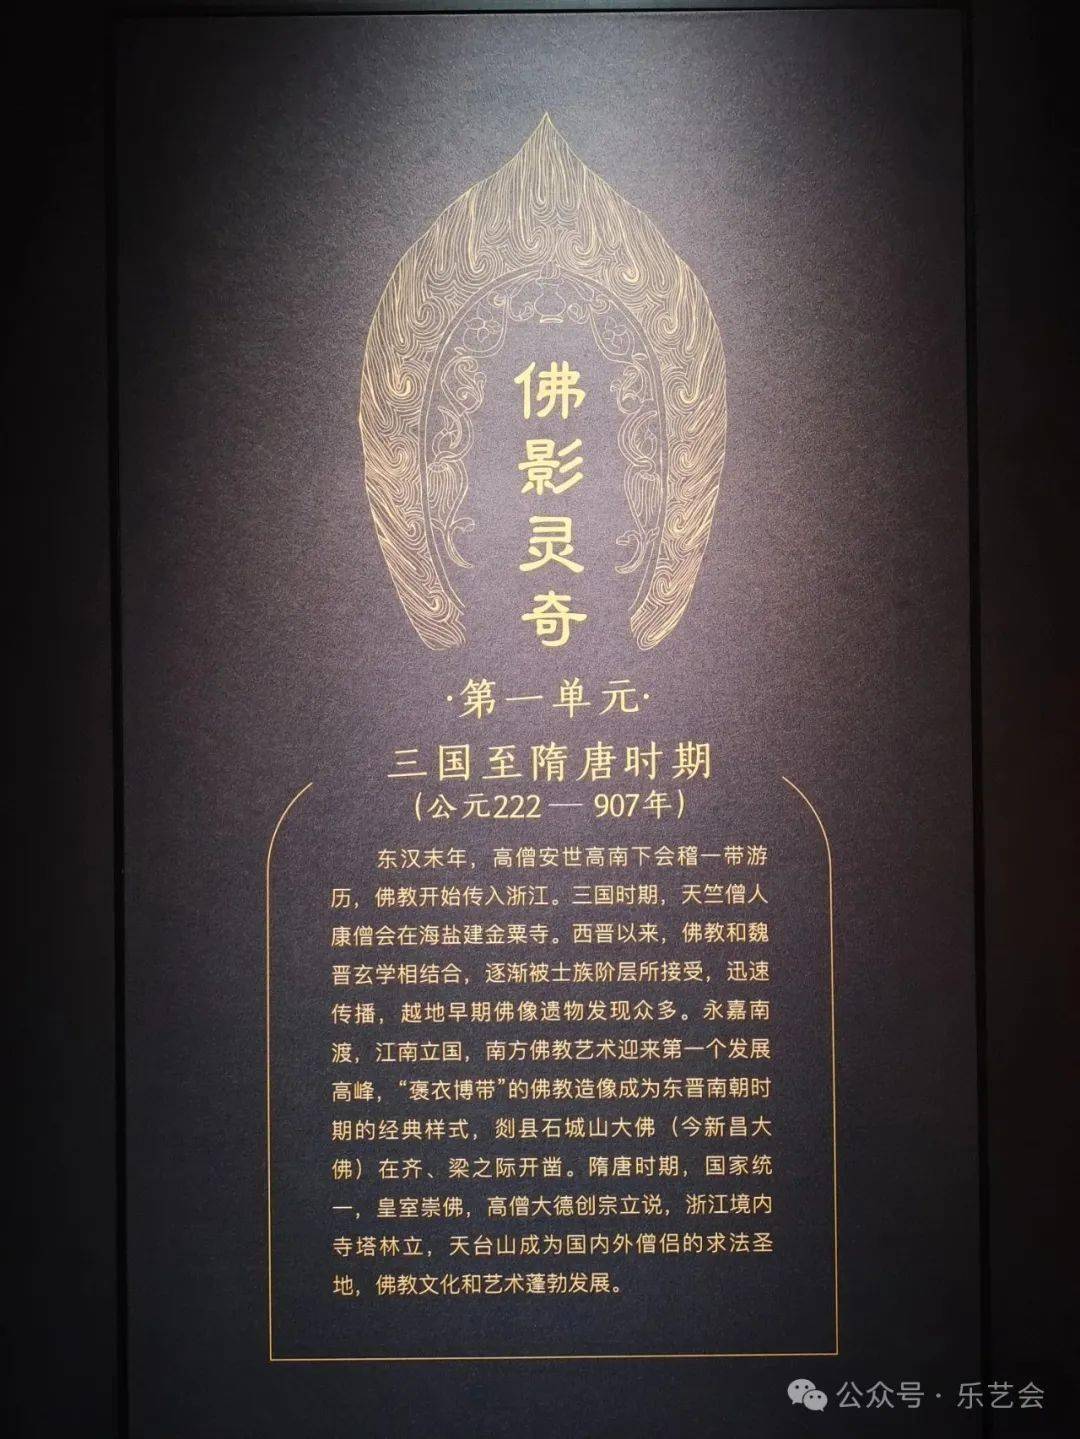 佛影灵奇
·第一单元·
三国至隋唐时期
（公元222 — 907年）
东汉末年，高僧安世高南下会稽一带游
历，佛教开始传入浙江。三国时期，天竺僧人
康僧会在海盐建金粟寺。西晋以来，佛教和魏
晋玄学相结合，逐渐被士族阶层所接受，迅速
传播，越地早期佛像遗物发现众多。永嘉南
渡，江南立国，南方佛教艺术迎来第一个发展
高峰，“褒衣博带”的佛教造像成为东晋南朝时
期的经典样式，剡县石城山大佛（今新昌大
佛）在齐、梁之际开凿。隋唐时期，国家统
一，皇室崇佛，高僧大德创宗立说，浙江境内
寺塔林立，天台山成为国内外僧侣的求法圣
地，佛教文化和艺术蓬勃发展。
公众号·乐艺会